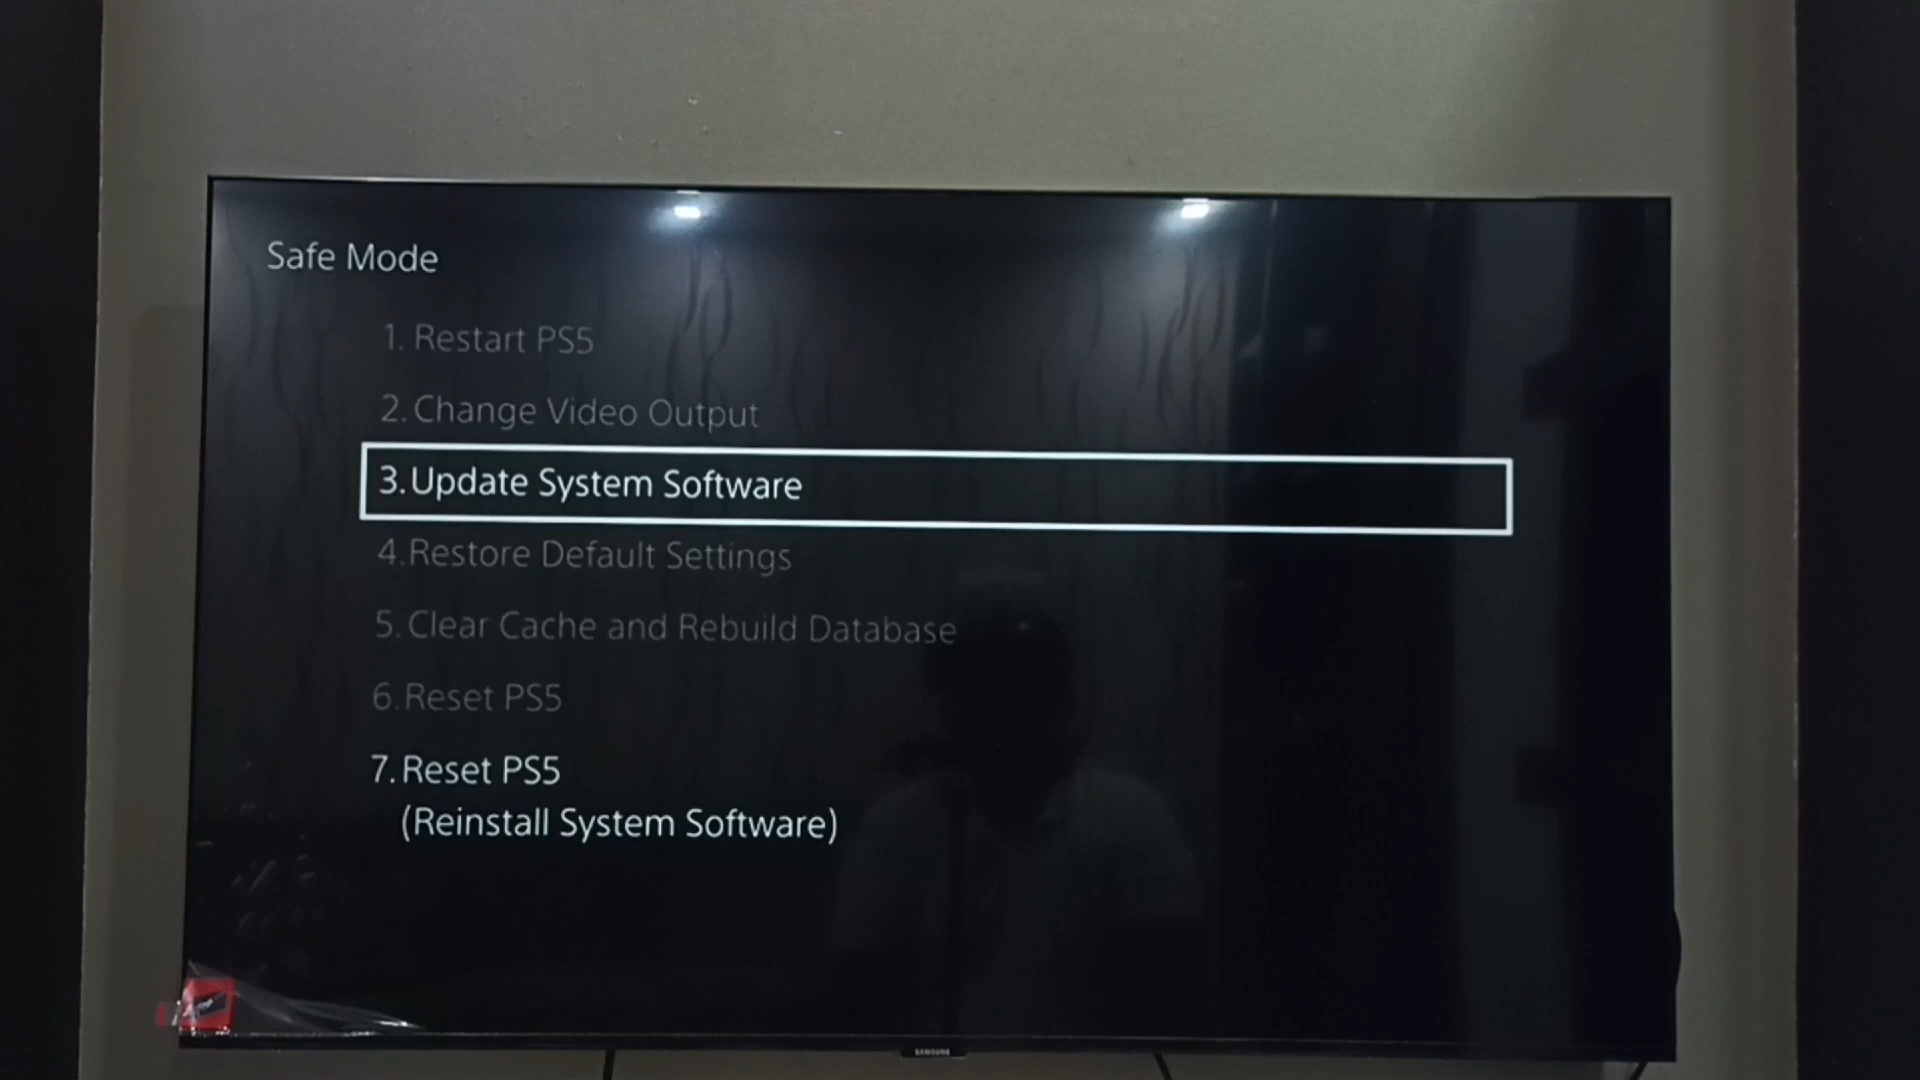 Safe Mode
1. Restart PS5
2. Change Video Output
3. Update System Software
4. Restore Default Settings
5. Clear Cache and Rebuild Database
6. Reset PS5
7. Reset PS5
(Reinstall System Software)
SAMSUNG